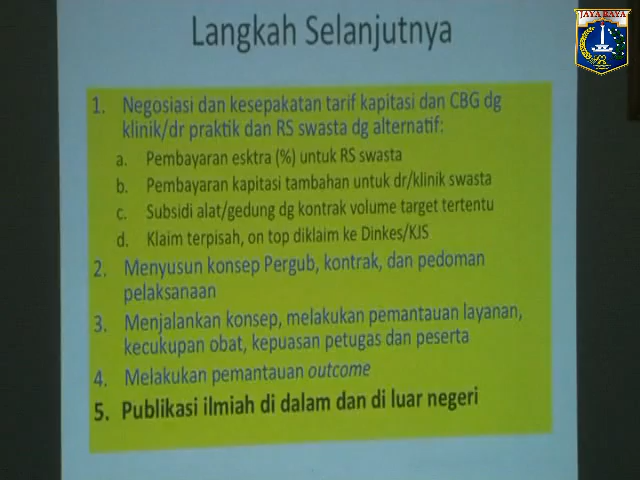 JAYA RAYA
Langkah Selanjutnya
1. Negosiasi dan kesepakatan tarif kapitasi dan CBG dg
klinik/dr praktik dan RS swasta dg alternatif:
a. Pembayaran esktra (%) untuk RS swasta
b. Pembayaran kapitasi tambahan untuk dr/klinik swasta
c. Subsidi alat/gedung dg kontrak volume target tertentu
d. Klaim terpisah, on top diklaim ke Dinkes/KJS
2. Menyusun konsep Pergub, kontrak, dan pedoman
pelaksanaan
3. Menjalankan konsep, melakukan pemantauan layanan,
kecukupan obat, kepuasan petugas dan peserta
4. Melakukan pemantauan outcome
5. Publikasi ilmiah di dalam dan di luar negeri